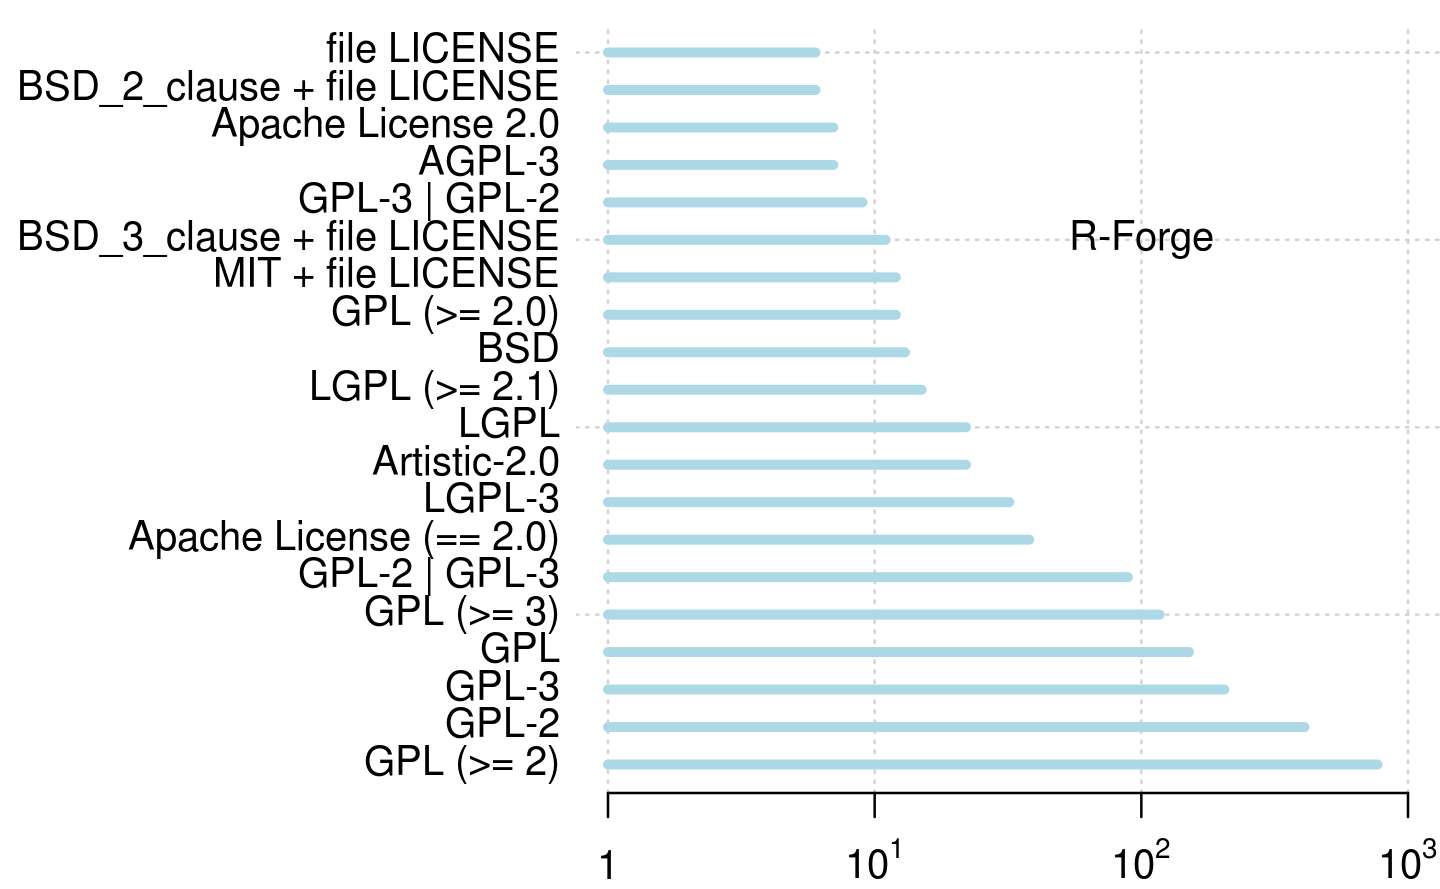 file LICENSE
BSD_2_clause + file LICENSE
Apache License 2.0
AGPL-3
GPL-3 | GPL-2
BSD_3_clause + file LICENSE
R-Forge
MIT + file LICENSE
GPL (>= 2.0)
BSD
LGPL (>= 2.1)
LGPL
Artistic-2.0
LGPL-3
Apache License (== 2.0)
GPL-2 | GPL-3
GPL (>= 3)
GPL
GPL-3
GPL-2
GPL (>= 2)
1 10¹ 10² 10³